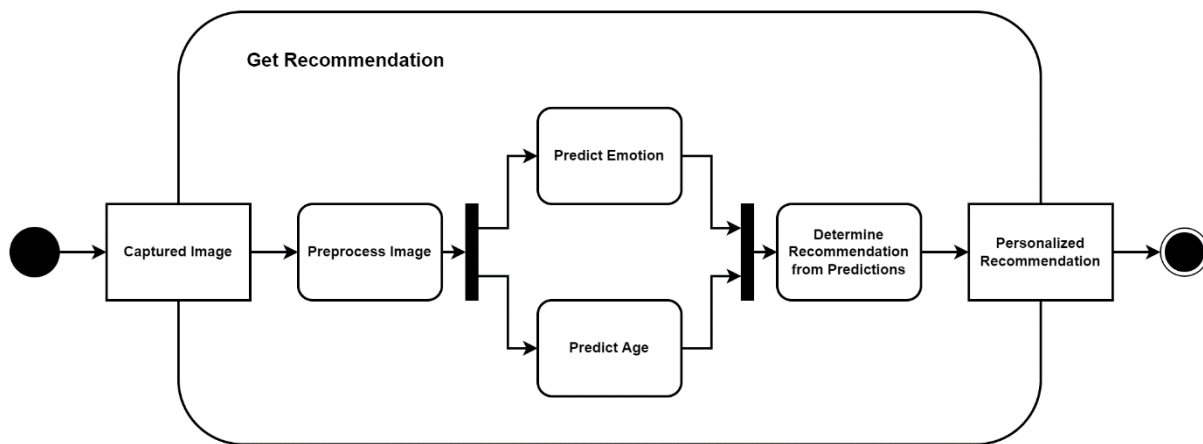 Get Recommendation
Predict Emotion
Captured Image
Preprocess Image
Determine
Recommendation
from Predictions
Personalized
Recommendation
Predict Age